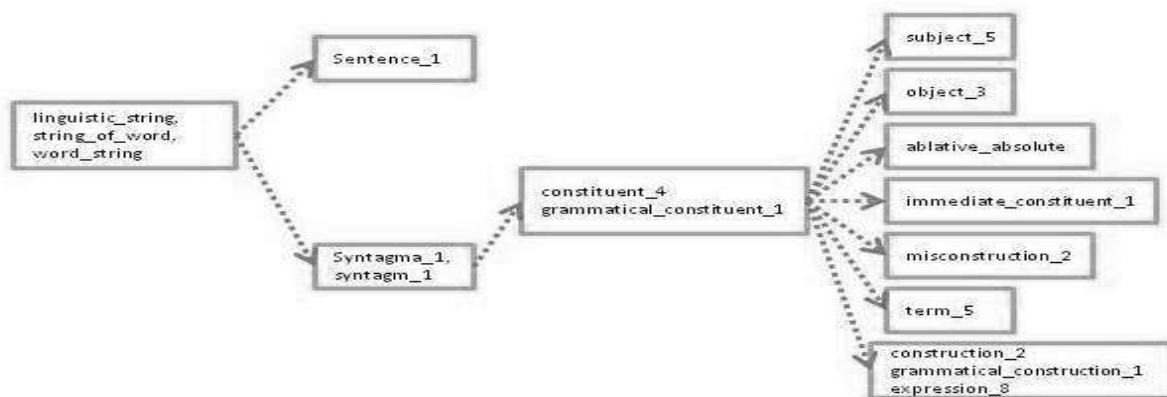 linguistic_string,
string_of_word,
word_string
Sentence_1
Syntagma_1,
syntagm_1
constituent_4
grammatical_constituent_1
subject_5
object_3
ablative_absolute
immediate_constituent_1
misconstruction_2
term_5
construction_2
grammatical_construction_1
expression_8